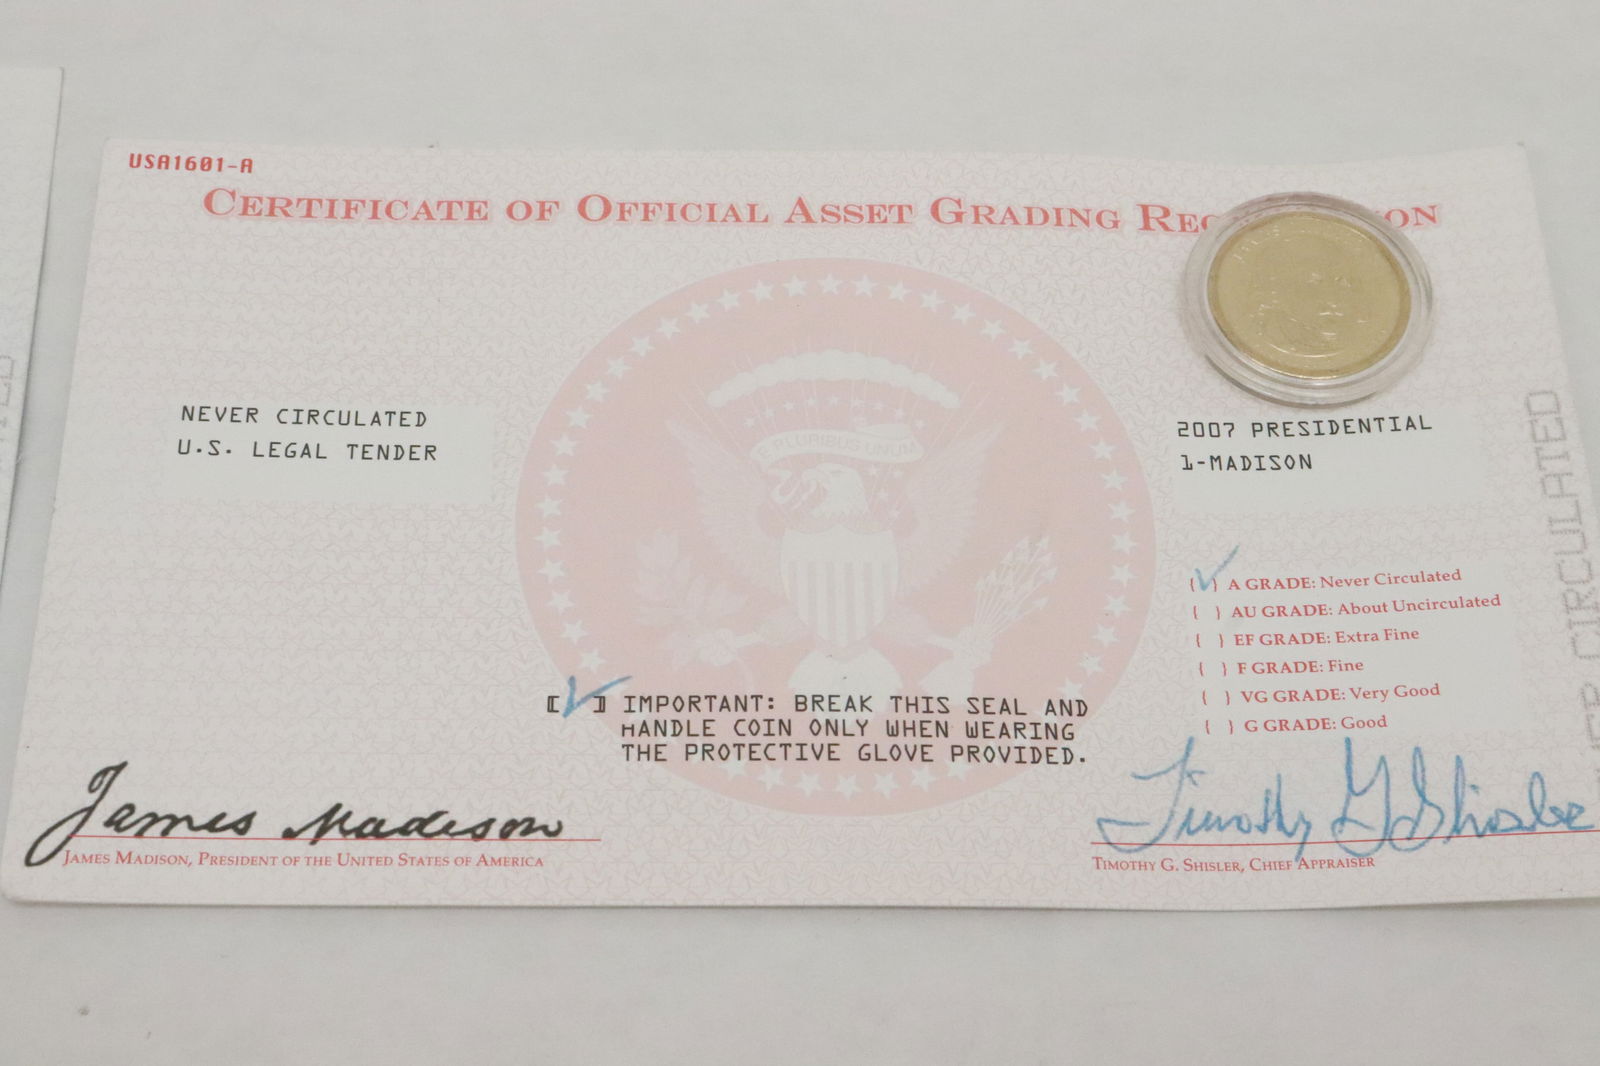 USA1601-A
CERTIFICATE OF OFFICIAL ASSET GRADING
NEVER CIRCULATED
U.S. LEGAL TENDER
E PLURIBUS UNUM
2007 PRESIDENTIAL
1-MADISON
{ } A GRADE: Never Circulated
{ } AU GRADE: About Uncirculated
{ } EF GRADE: Extra Fine
{ } F GRADE: Fine
{ } VG GRADE: Very Good
{ } G GRADE: Good
[ ] IMPORTANT: BREAK THIS SEAL AND
HANDLE COIN ONLY WHEN WEARING
THE PROTECTIVE GLOVE PROVIDED.
James Madison
JAMES MADISON, PRESIDENT OF THE UNITED STATES OF AMERICA
Timothy G Shisler
TIMOTHY G. SHISLER, CHIEF APPRAISER
CIRCULATED